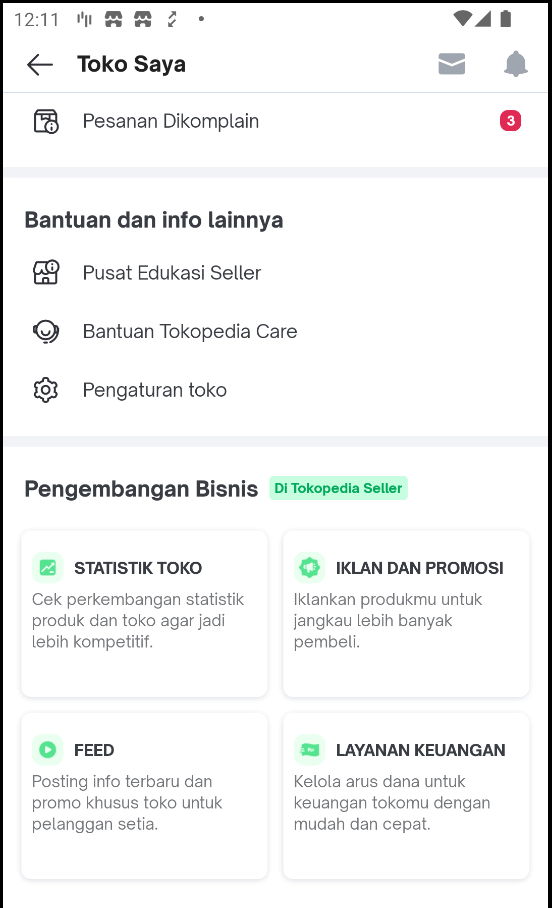 12:11
Toko Saya
Pesanan Dikomplain
3
Bantuan dan info lainnya
Pusat Edukasi Seller
Bantuan Tokopedia Care
Pengaturan toko
Pengembangan Bisnis Di Tokopedia Seller
STATISTIK TOKO
Cek perkembangan statistik
produk dan toko agar jadi
lebih kompetitif.
IKLAN DAN PROMOSI
Iklankan produkmu untuk
jangkau lebih banyak
pembeli.
FEED
Posting info terbaru dan
promo khusus toko untuk
pelanggan setia.
LAYANAN KEUANGAN
Kelola arus dana untuk
keuangan tokomu dengan
mudah dan cepat.